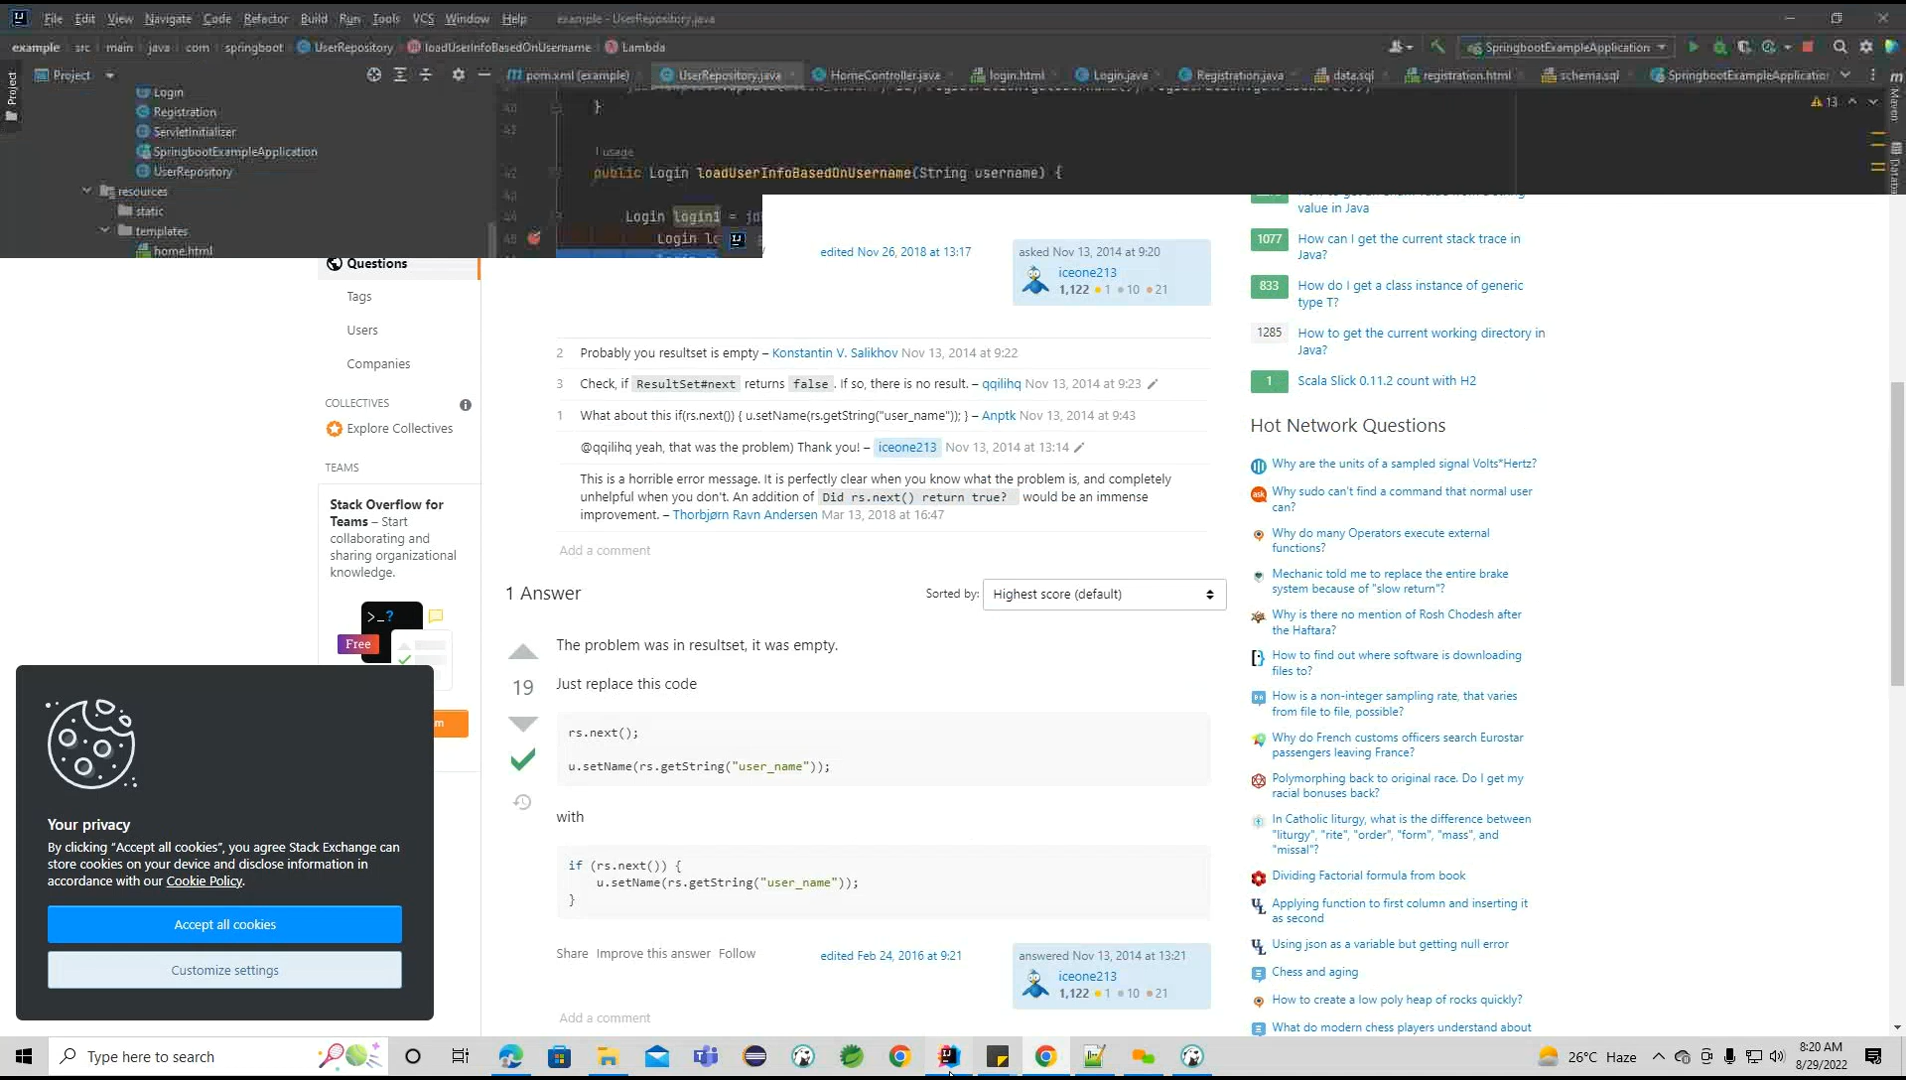 File Edit View Navigate Code Refactor Build Run Tools VCS Window Help example - UserRepository.java
example src main java com springboot UserRepository loadUserInfoBasedOnUsername Lambda SpringbootExampleApplication
Project pom.xml (example) UserRepository.java HomeController.java login.html Login.java Registration.java data.sql registration.html schema.sql SpringbootExampleApplication
Project
Maven
Login
Registration
ServletInitializer
SpringbootExampleApplication
UserRepository
resources
static
templates
home.html
13
}
1 usage
public Login loadUserInfoBasedOnUsername(String username) {
Login login1 =
Login
Questions
Tags
Users
Companies
COLLECTIVES
Explore Collectives
TEAMS
Stack Overflow for
Teams – Start
collaborating and
sharing organizational
knowledge.
>_?
Free
edited Nov 26, 2018 at 13:17
asked Nov 13, 2014 at 9:20
iceone213
1,122 1 10 21
2 Probably you resultset is empty – Konstantin V. Salikhov Nov 13, 2014 at 9:22
3 Check, if ResultSet#next returns false. If so, there is no result. – qqilihq Nov 13, 2014 at 9:23
1 What about this if(rs.next()) { u.setName(rs.getString("user_name")); } – Anptk Nov 13, 2014 at 9:43
@qqilihq yeah, that was the problem) Thank you! – iceone213 Nov 13, 2014 at 13:14
This is a horrible error message. It is perfectly clear when you know what the problem is, and completely
unhelpful when you don't. An addition of Did rs.next() return true? would be an immense
improvement. – Thorbjørn Ravn Andersen Mar 13, 2018 at 16:47
Add a comment
1 Answer
Sorted by: Highest score (default)
The problem was in resultset, it was empty.
19
Just replace this code
rs.next();
u.setName(rs.getString("user_name"));
with
if (rs.next()) {
u.setName(rs.getString("user_name"));
}
Share Improve this answer Follow
edited Feb 24, 2016 at 9:21
answered Nov 13, 2014 at 13:21
iceone213
1,122 1 10 21
Add a comment
value in Java
1077 How can I get the current stack trace in
Java?
833 How do I get a class instance of generic
type T?
1285 How to get the current working directory in
Java?
1 Scala Slick 0.11.2 count with H2
Hot Network Questions
Why are the units of a sampled signal Volts*Hertz?
Why sudo can't find a command that normal user
can?
Why do many Operators execute external
functions?
Mechanic told me to replace the entire brake
system because of "slow return"?
Why is there no mention of Rosh Chodesh after
the Haftara?
How to find out where software is downloading
files to?
How is a non-integer sampling rate, that varies
from file to file, possible?
Why do French customs officers search Eurostar
passengers leaving France?
Polymorphing back to original race. Do I get my
racial bonuses back?
In Catholic liturgy, what is the difference between
"liturgy", "rite", "order", "form", "mass", and
"missal"?
Dividing Factorial formula from book
Applying function to first column and inserting it
as second
Using json as a variable but getting null error
Chess and aging
How to create a low poly heap of rocks quickly?
What do modern chess players understand about
Your privacy
By clicking “Accept all cookies”, you agree Stack Exchange can
store cookies on your device and disclose information in
accordance with our Cookie Policy.
Accept all cookies
Customize settings
Type here to search
26°C Haze
8:20 AM
8/29/2022